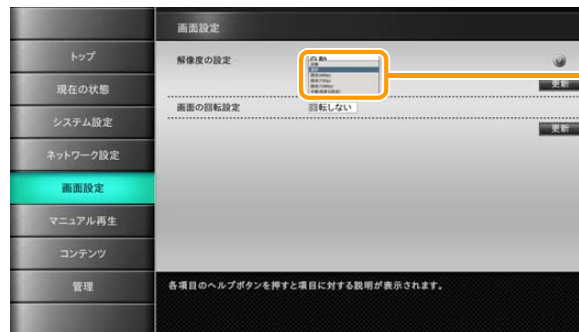 画面設定
トップ
現在の状態
システム設定
ネットワーク設定
画面設定
マニュアル再生
コンテンツ
管理
解像度の設定
更新
画面の回転設定
回転しない
更新
各項目のヘルプボタンを押すと項目に対する説明が表示されます。